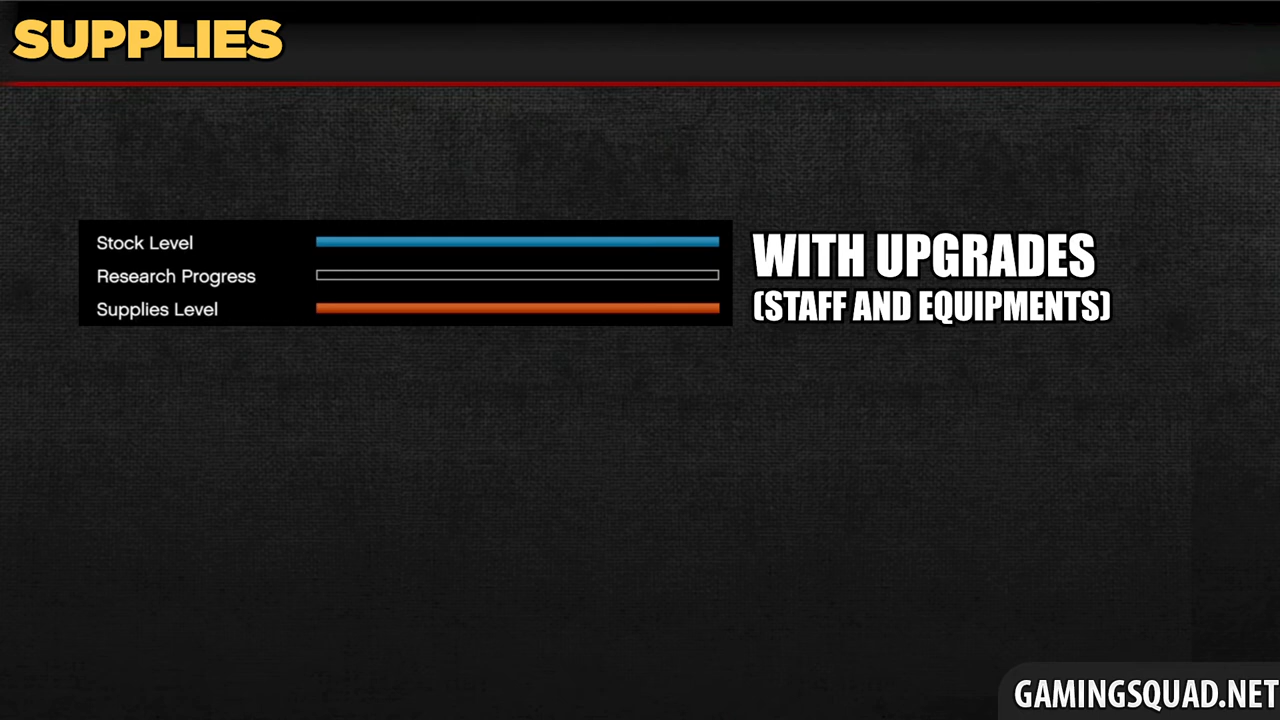 SUPPLIES
Stock Level
Research Progress
Supplies Level
WITH UPGRADES
(STAFF AND EQUIPMENTS)
GAMINGSQUAD.NET